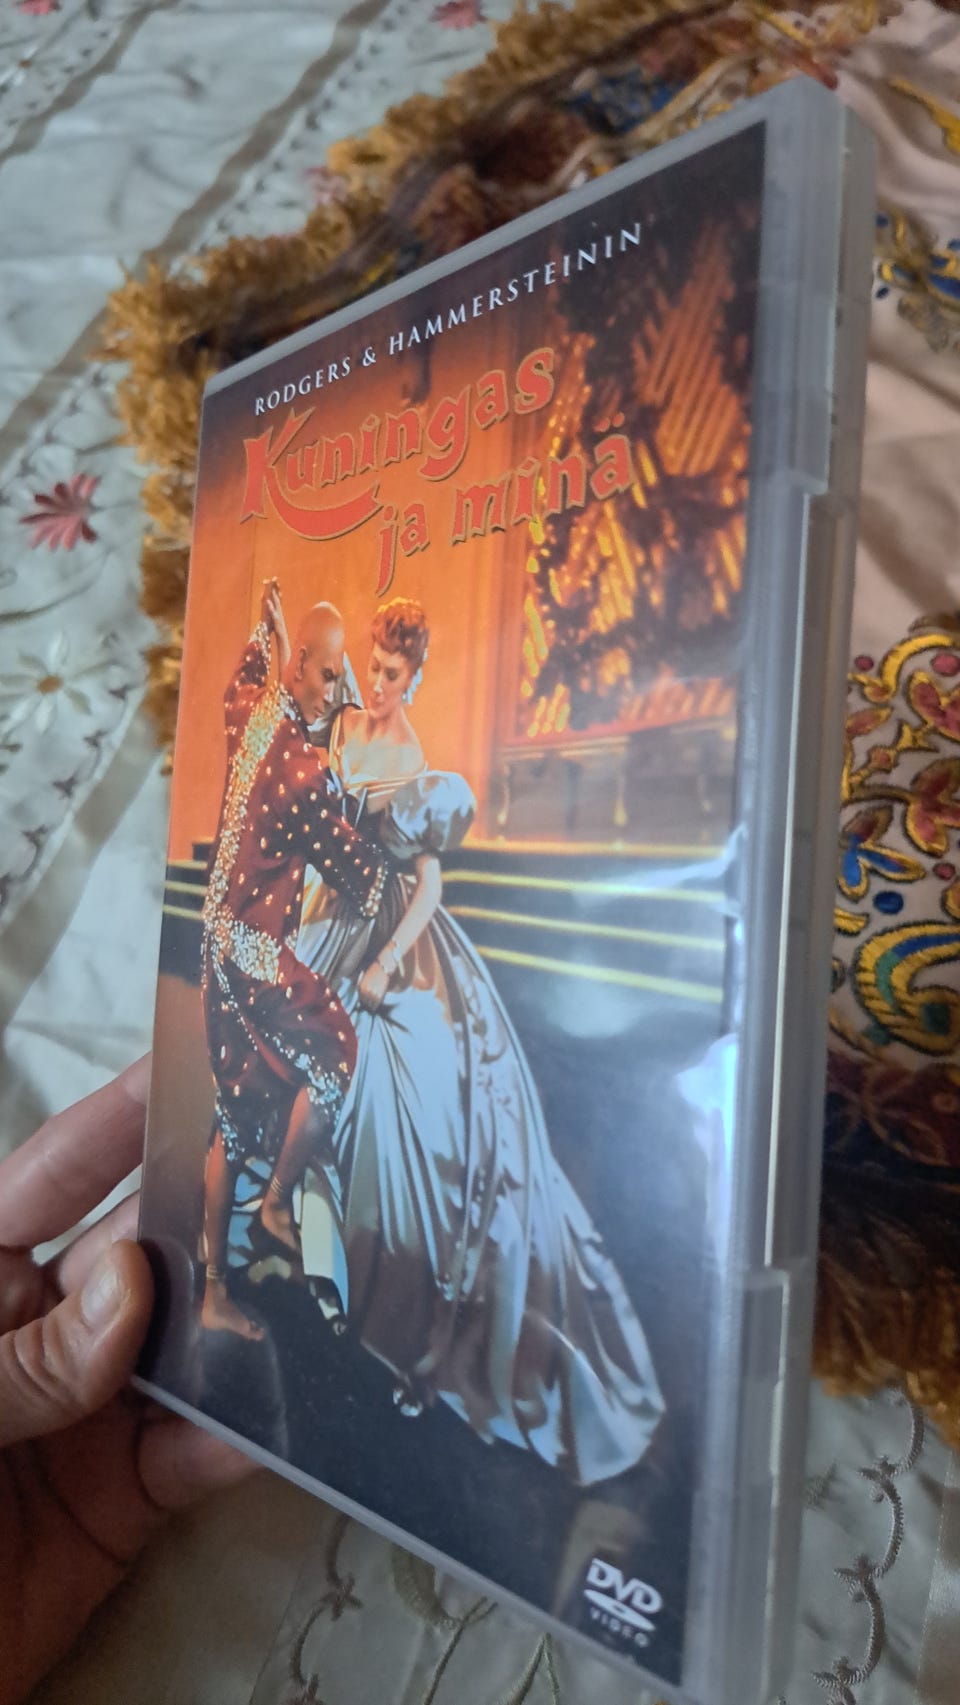 RODGERS & HAMMERSTEININ
Kuningas
ja minä
DVD
VIDEO